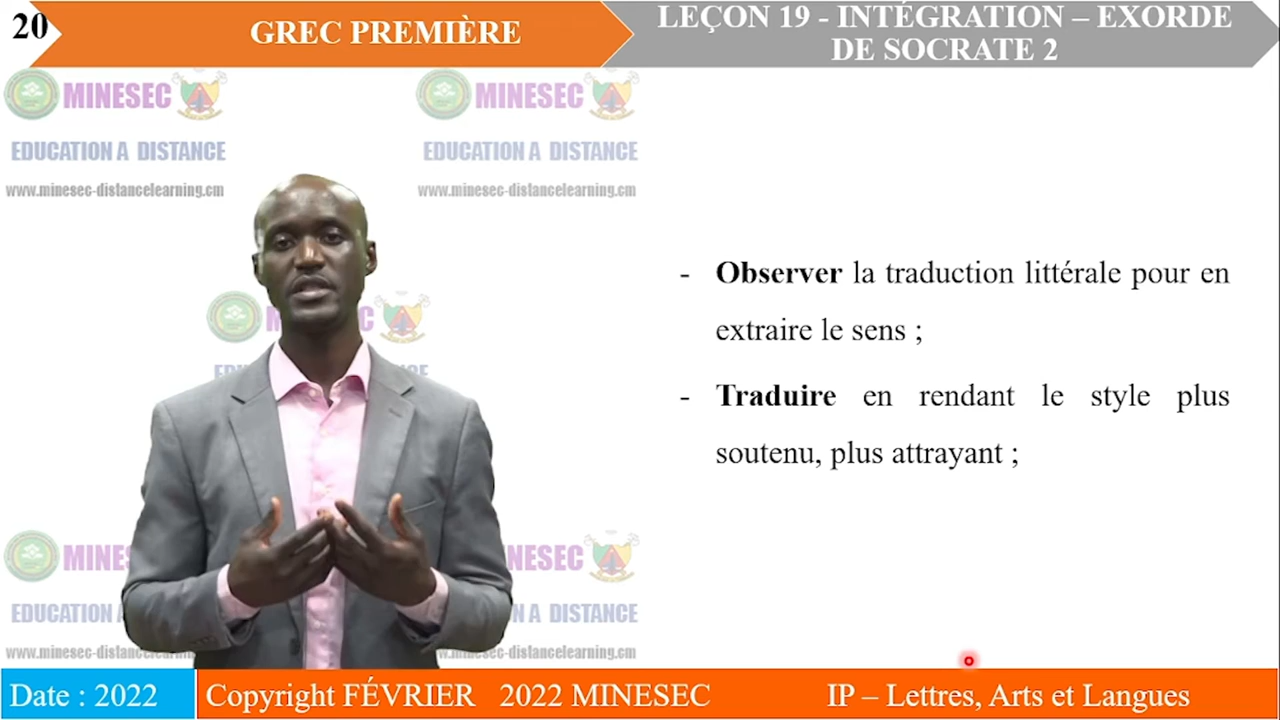 20
GREC PREMIÈRE
LEÇON 19 - INTÉGRATION – EXORDE
DE SOCRATE 2
MINESEC
MINESEC
EDUCATION A DISTANCE
EDUCATION A DISTANCE
www.minesec-distancelearning.cm
www.minesec-distancelearning.cm
- Observer la traduction littérale pour en
extraire le sens ;
- Traduire en rendant le style plus
soutenu, plus attrayant ;
Date : 2022
Copyright FÉVRIER 2022 MINESEC
IP – Lettres, Arts et Langues